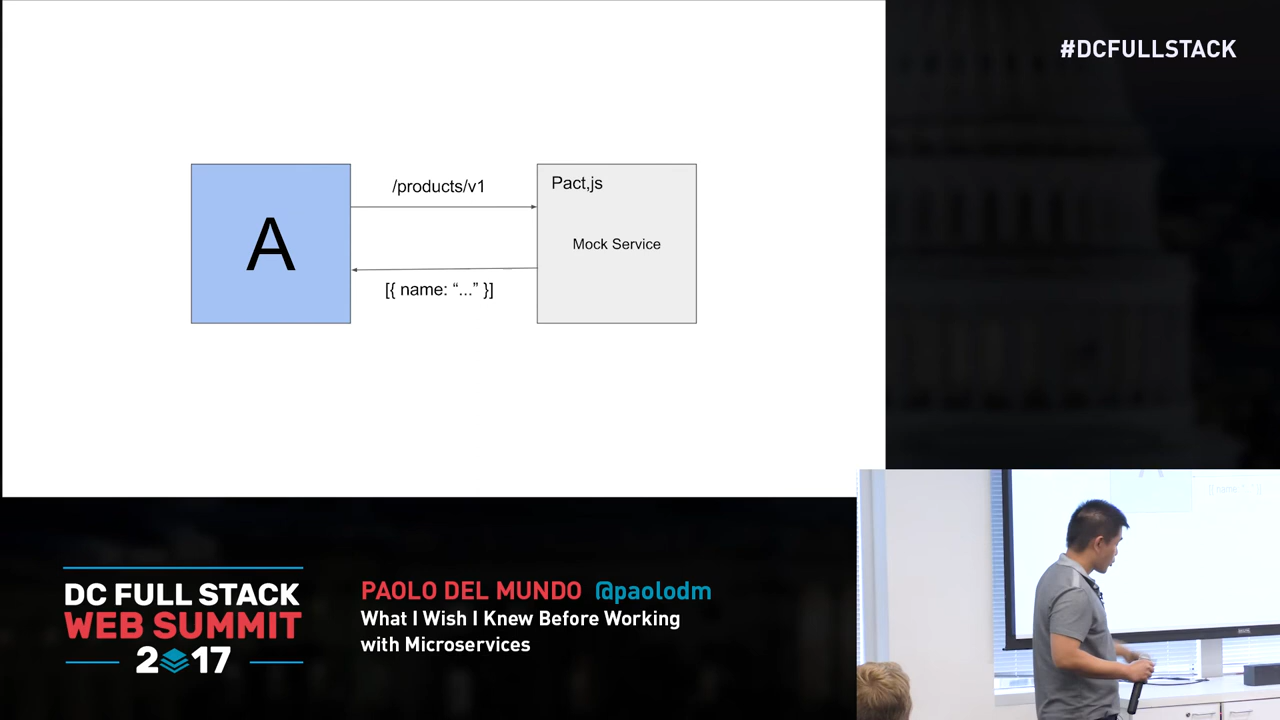 #DCFULLSTACK
/products/v1
Pact,js
A
Mock Service
[{ name: “...” }]
DC FULL STACK
WEB SUMMIT
2017
PAOLO DEL MUNDO @paolodm
What I Wish I Knew Before Working
with Microservices